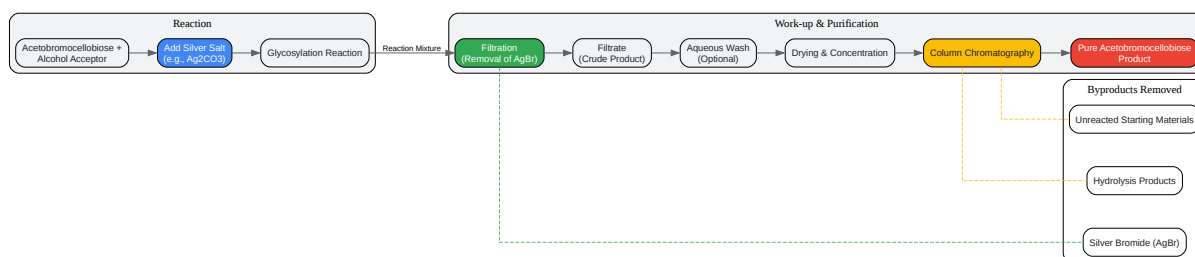 Reaction
Work-up & Purification
Acetobromocellobiose +
Alcohol Acceptor
Add Silver Salt
(e.g., Ag2CO3)
Glycosylation Reaction
Reaction Mixture
Filtration
(Removal of AgBr)
Filtrate
(Crude Product)
Aqueous Wash
(Optional)
Drying & Concentration
Column Chromatography
Pure Acetobromocellobiose
Product
Byproducts Removed
Unreacted Starting Materials
Hydrolysis Products
Silver Bromide (AgBr)